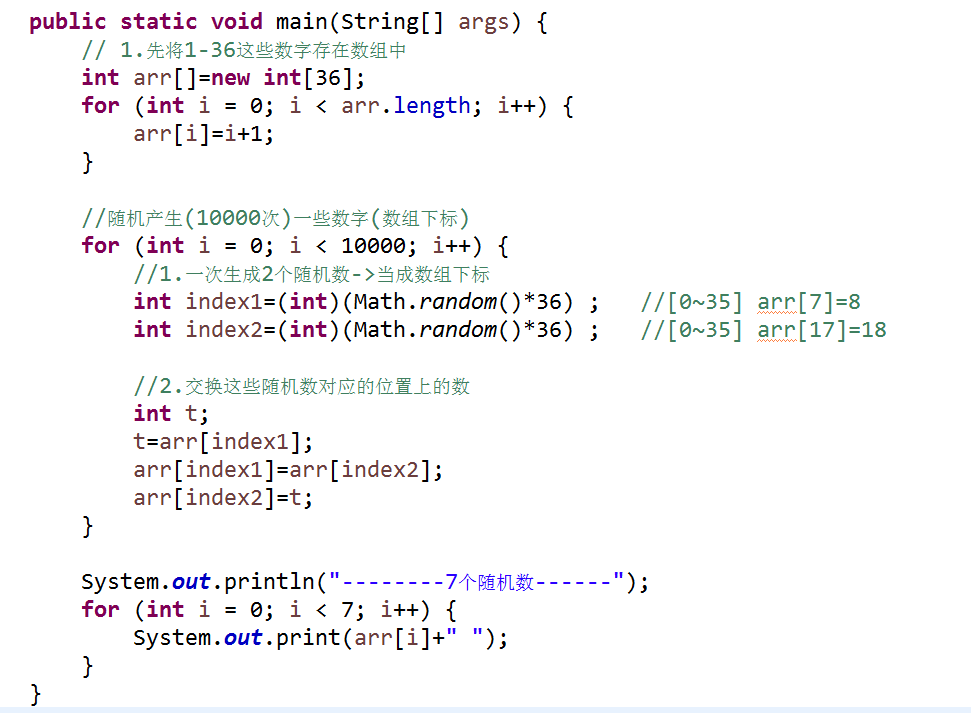 public static void main(String[] args) {
// 1.先将1-36这些数字存在数组中
int arr[]=new int[36];
for (int i = 0; i < arr.length; i++) {
arr[i]=i+1;
}
//随机产生(10000次)一些数字(数组下标)
for (int i = 0; i < 10000; i++) {
//1.一次生成2个随机数->当成数组下标
int index1=(int)(Math.random()*36) ;   //[0~35] arr[7]=8
int index2=(int)(Math.random()*36) ;   //[0~35] arr[17]=18
//2.交换这些随机数对应的位置上的数
int t;
t=arr[index1];
arr[index1]=arr[index2];
arr[index2]=t;
}
System.out.println("--------7个随机数------");
for (int i = 0; i < 7; i++) {
System.out.print(arr[i]+" ");
}
}